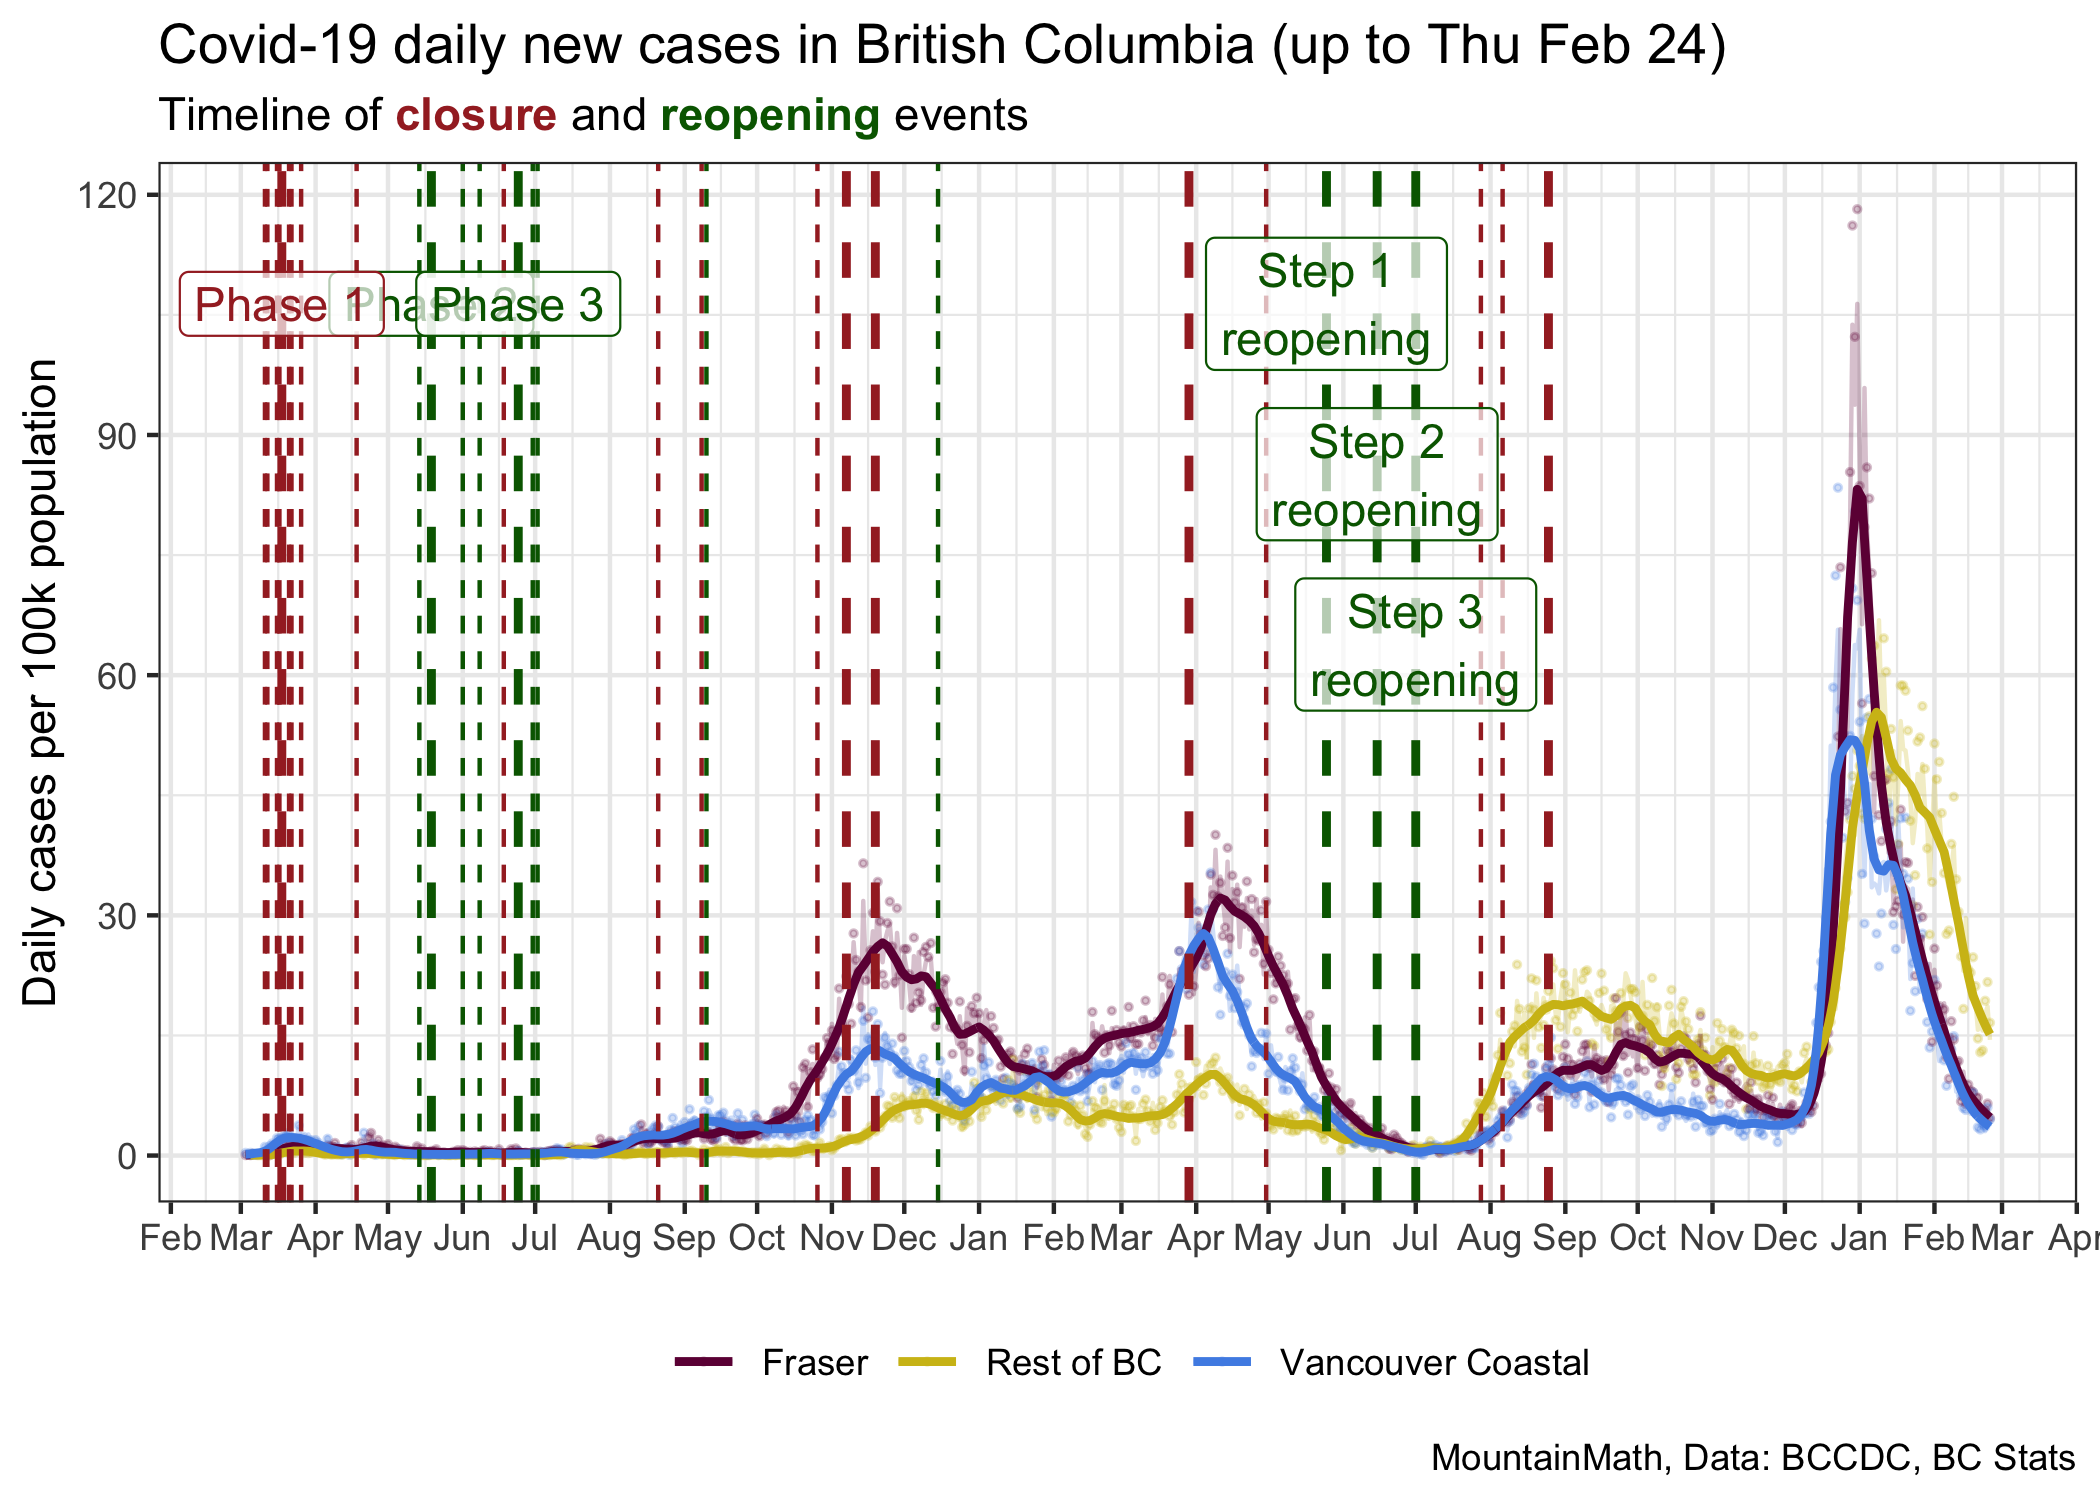 Covid-19 daily new cases in British Columbia (up to Thu Feb 24)
Timeline of closure and reopening events
Daily cases per 100k population
120
90
60
30
0
Phase 1
Phase 2
Phase 3
Step 1
reopening
Step 2
reopening
Step 3
reopening
Feb Mar Apr May Jun Jul Aug Sep Oct Nov Dec Jan Feb Mar Apr May Jun Jul Aug Sep Oct Nov Dec Jan Feb Mar Apr
Fraser Rest of BC Vancouver Coastal
MountainMath, Data: BCCDC, BC Stats